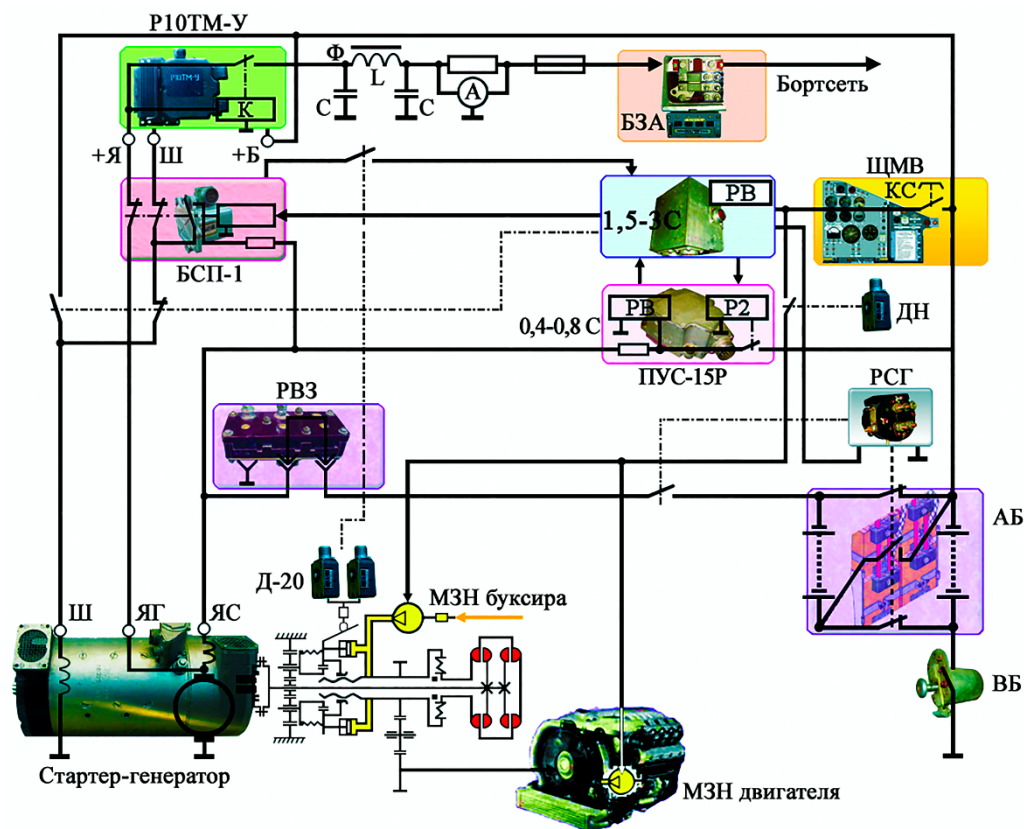 Р10ТМ-У
Ф
L
С
С
А
Р10ТМ-У
К
БЗА
Бортсеть
+Я
Ш
+Б
ЩМВ
КС
РВ
1,5-3С
БСП-1
РВ
Р2
0,4-0,8 С
ДН
ПУС-15Р
РСГ
РВЗ
АБ
Д-20
МЗН буксира
Ш
ЯГ
ЯС
ВБ
Стартер-генератор
МЗН двигателя